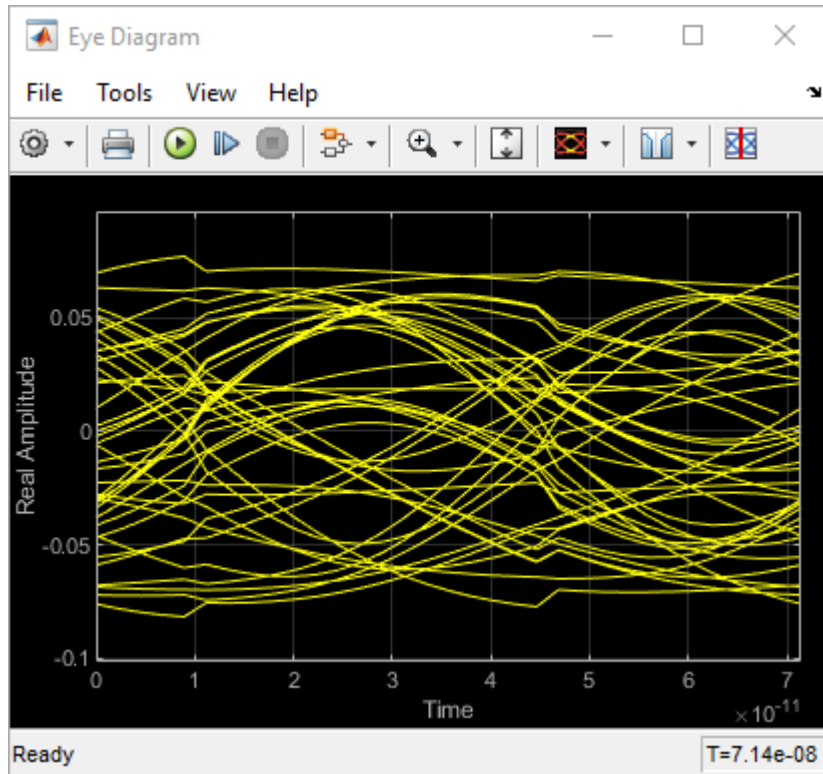 Eye Diagram
File Tools View Help
0.05
0
-0.05
-0.1
Real Amplitude
0 1 2 3 4 5 6 7
Time
×10-11
Ready
T=7.14e-08